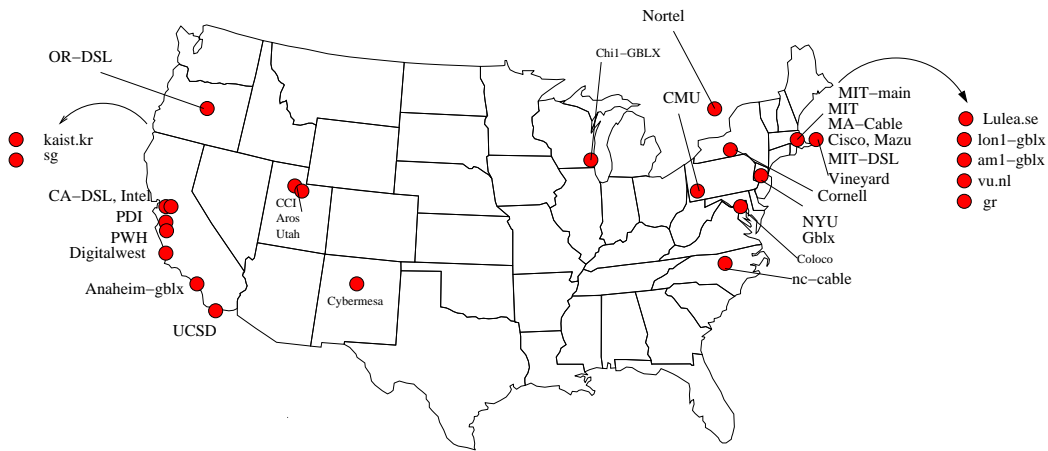 Nortel
OR−DSL
Chi1−GBLX
CMU
MIT−main
MIT
MA−Cable
Cisco, Mazu
MIT−DSL
Vineyard
Cornell
Lulea.se
lon1−gblx
am1−gblx
vu.nl
gr
kaist.kr
sg
CA−DSL, Intel
PDI
PWH
Digitalwest
CCI
Aros
Utah
NYU
Gblx
Coloco
nc−cable
Anaheim−gblx
Cybermesa
UCSD